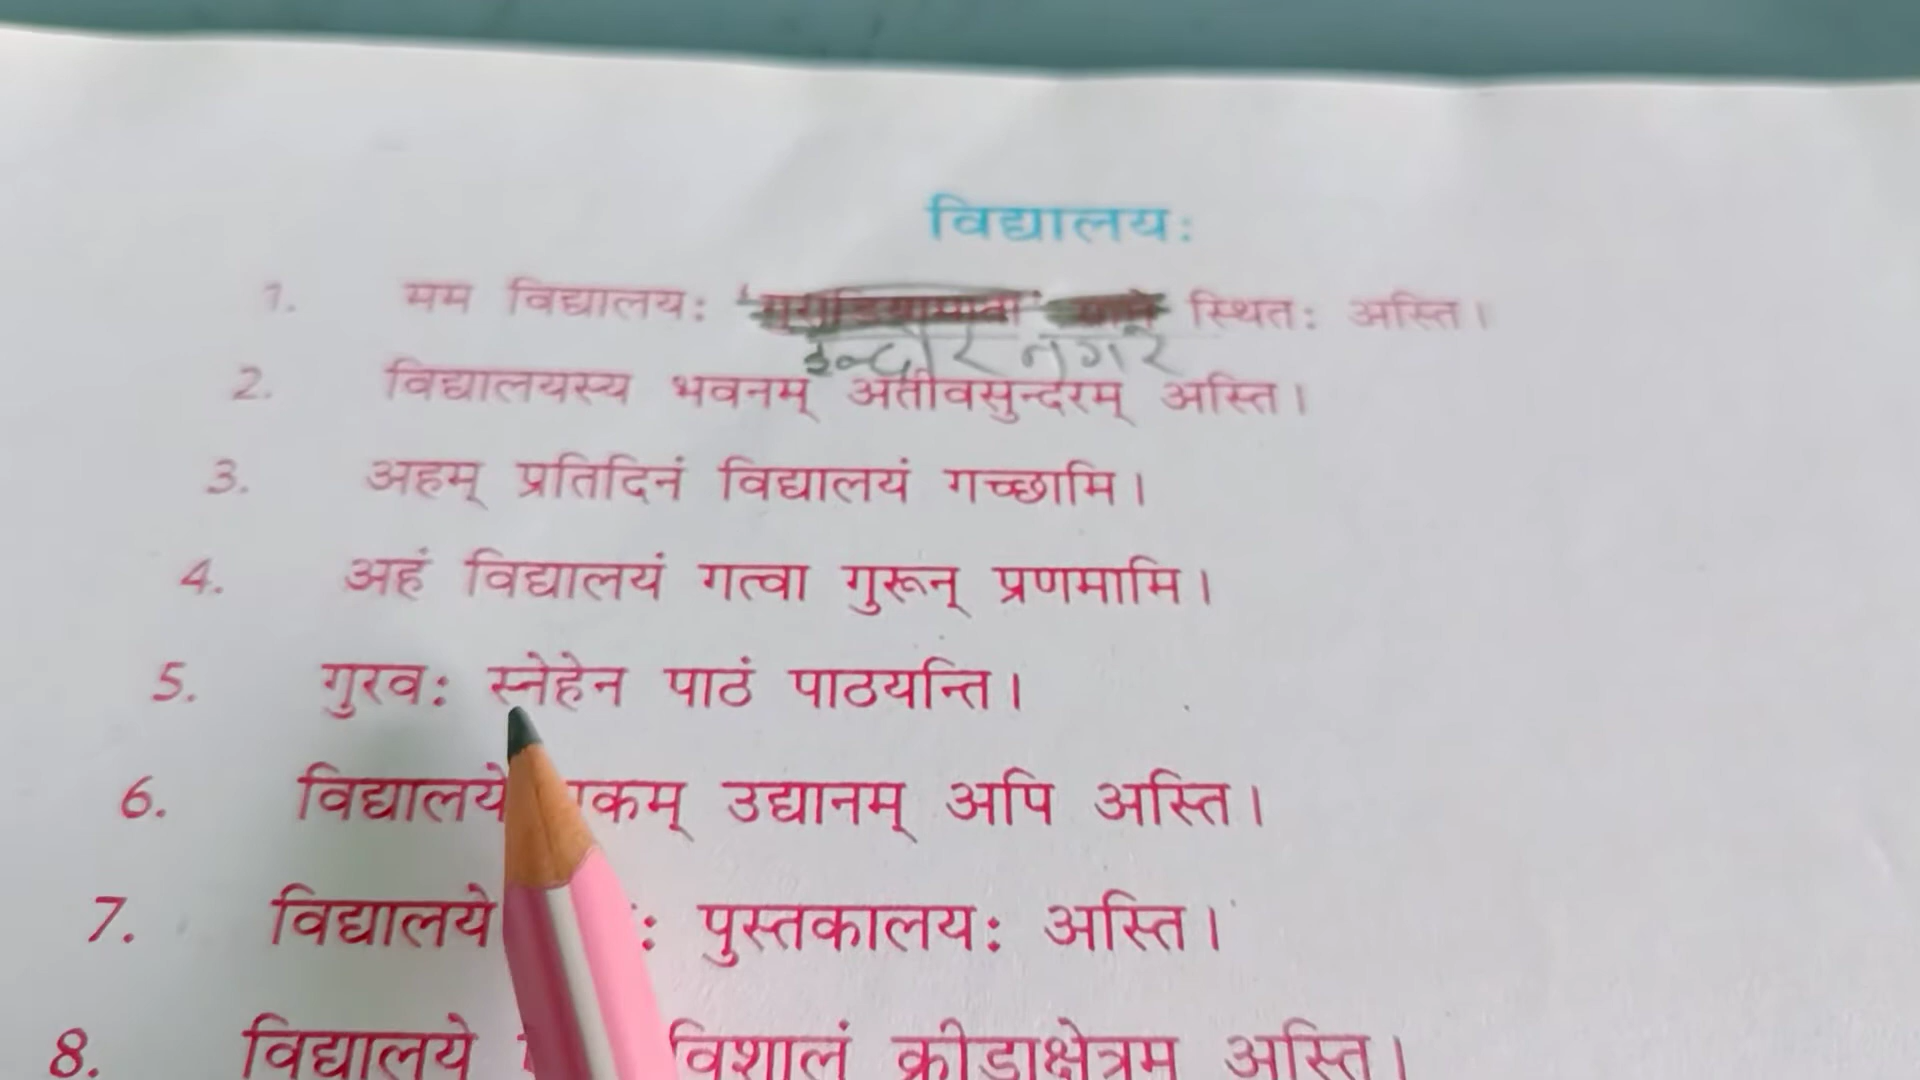 विद्यालयः
1. मम विद्यालयः स्थितः अस्ति।
इन्दौर नगरे
2. विद्यालयस्य भवनम् अतीवसुन्दरम् अस्ति।
3. अहम् प्रतिदिनं विद्यालयं गच्छामि।
4. अहं विद्यालयं गत्वा गुरून् प्रणमामि।
5. गुरवः स्नेहेन पाठं पाठयन्ति।
6. विद्यालये उद्यानम् अपि अस्ति।
7. विद्यालये पुस्तकालयः अस्ति।
8. विद्यालये विशालं क्रीडाक्षेत्रम अस्ति।